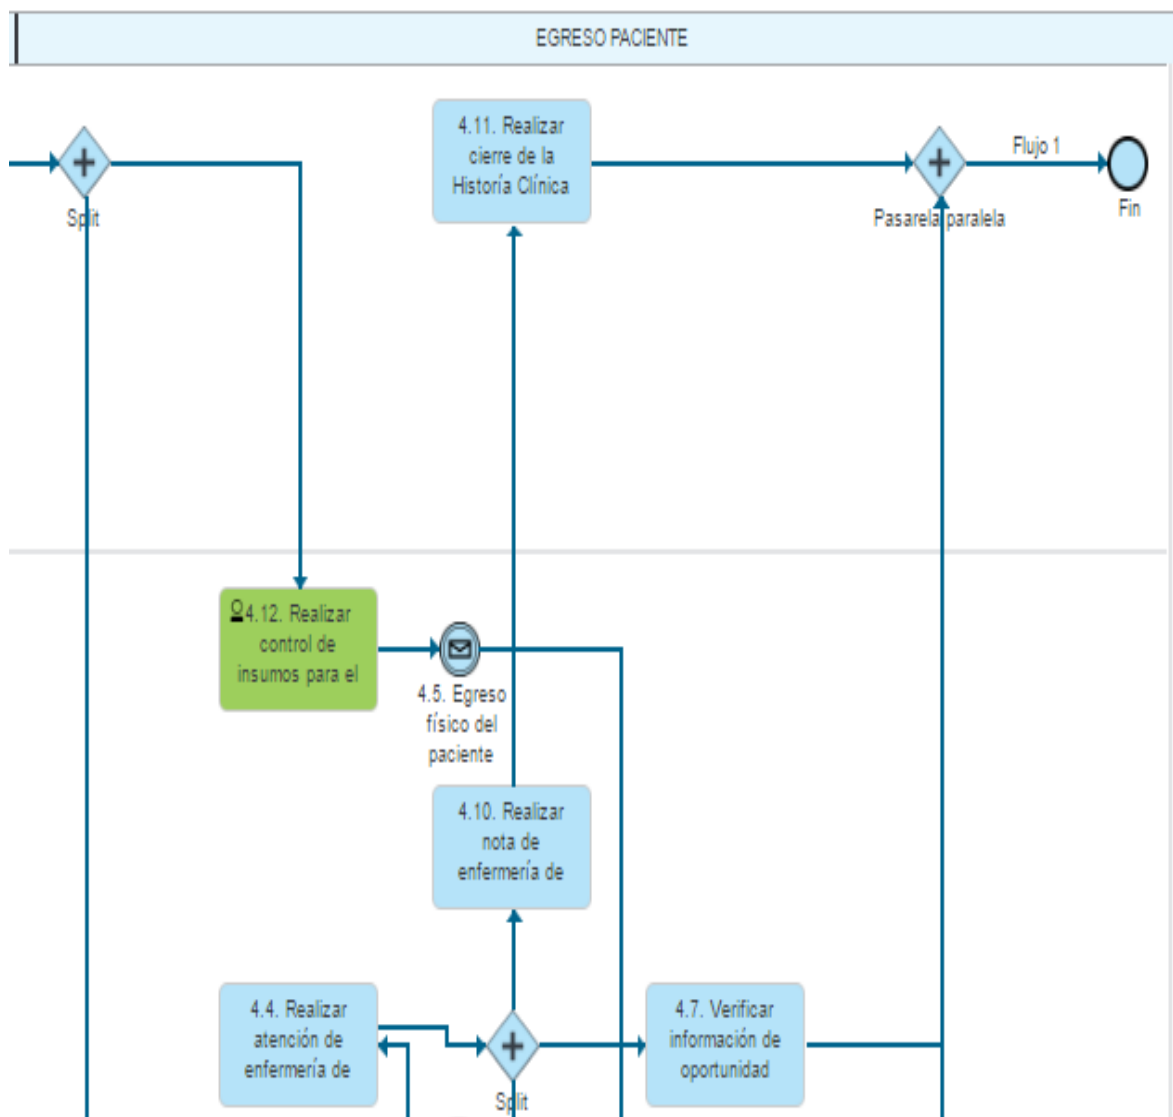 EGRESO PACIENTE
4.11. Realizar
cierre de la
Historía Clínica
Split
Flujo 1
Pasarela paralela
Fin
4.12. Realizar
control de
insumos para el
4.5. Egreso
físico del
paciente
4.10. Realizar
nota de
enfermería de
4.4. Realizar
atención de
enfermería de
Split
4.7. Verificar
información de
oportunidad